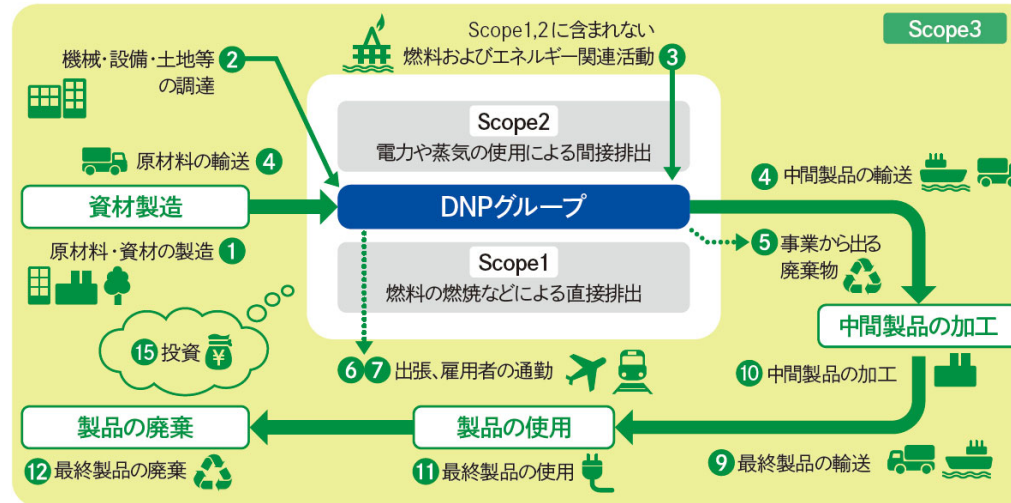 Scope3
機械・設備・土地等 2
の調達
Scope1,2に含まれない
燃料およびエネルギー関連活動 3
Scope2
電力や蒸気の使用による間接排出
原材料の輸送 4
4 中間製品の輸送
資材製造
DNPグループ
原材料・資材の製造 1
5 事業から出る
廃棄物
Scope1
燃料の燃焼などによる直接排出
中間製品の加工
15 投資 ¥
6 7 出張、雇用者の通勤
10 中間製品の加工
製品の廃棄
製品の使用
12 最終製品の廃棄
11 最終製品の使用
9 最終製品の輸送